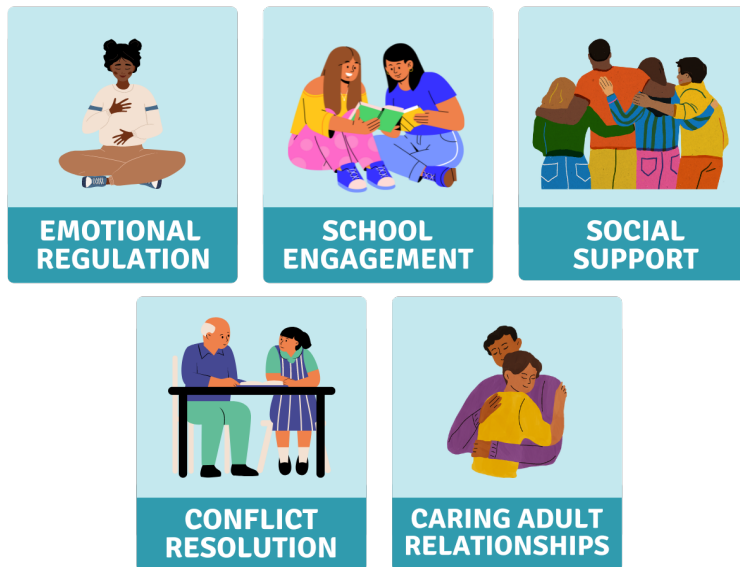 EMOTIONAL
REGULATION
SCHOOL
ENGAGEMENT
SOCIAL
SUPPORT
CONFLICT
RESOLUTION
CARING ADULT
RELATIONSHIPS